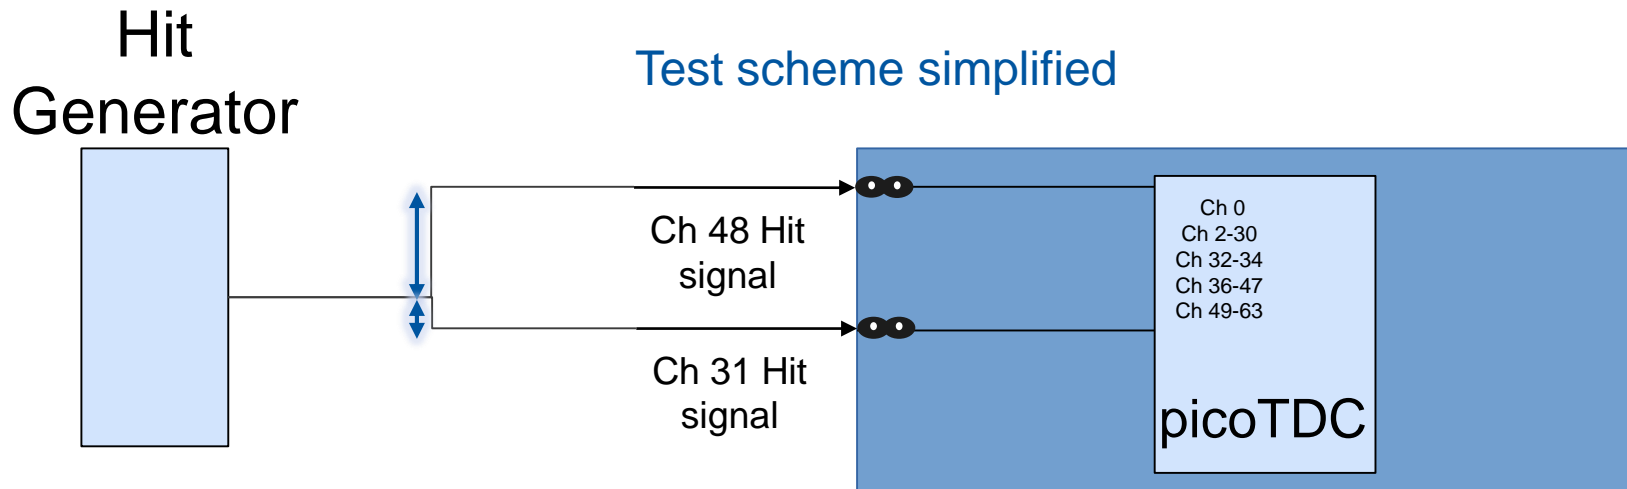 Hit
Generator
Test scheme simplified
Ch 48 Hit
signal
Ch 31 Hit
signal
Ch 0
Ch 2-30
Ch 32-34
Ch 36-47
Ch 49-63
picoTDC